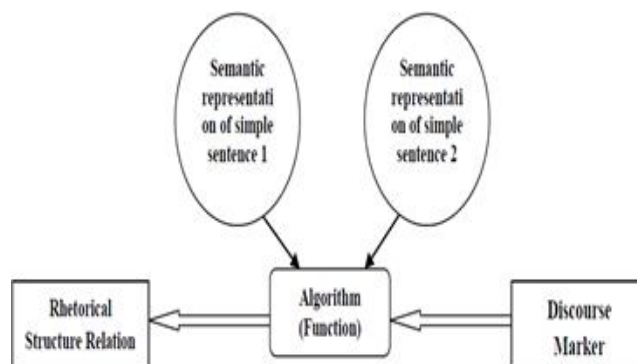 Semantic
representati
on of simple
sentence 1
Semantic
representati
on of simple
sentence 2
Rhetorical
Structure Relation
Algorithm
(Function)
Discourse
Marker